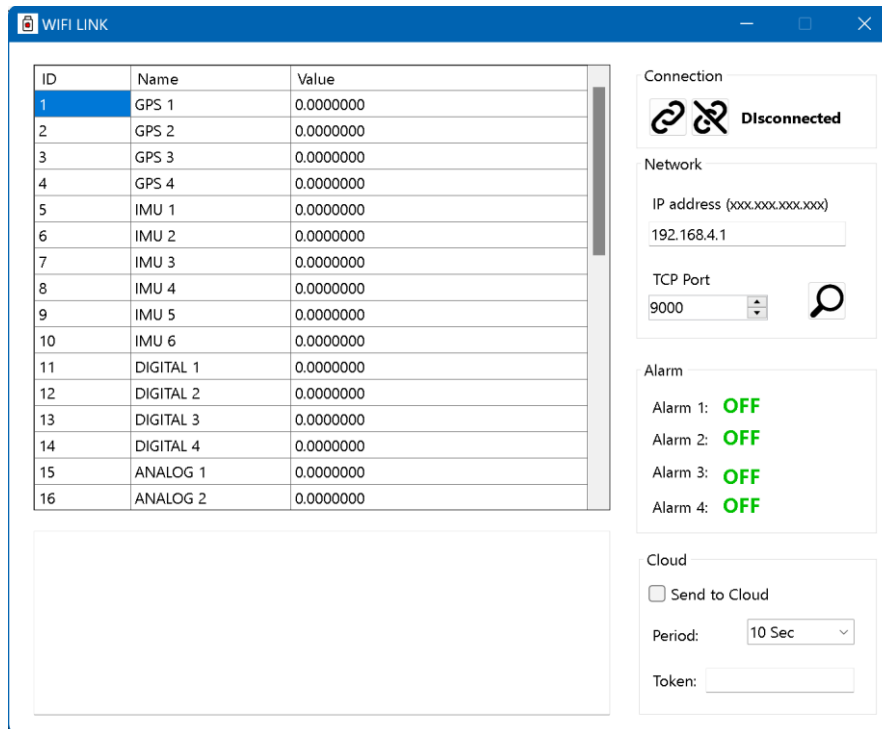 WIFI LINK
ID Name Value
1 GPS 1 0.0000000
2 GPS 2 0.0000000
3 GPS 3 0.0000000
4 GPS 4 0.0000000
5 IMU 1 0.0000000
6 IMU 2 0.0000000
7 IMU 3 0.0000000
8 IMU 4 0.0000000
9 IMU 5 0.0000000
10 IMU 6 0.0000000
11 DIGITAL 1 0.0000000
12 DIGITAL 2 0.0000000
13 DIGITAL 3 0.0000000
14 DIGITAL 4 0.0000000
15 ANALOG 1 0.0000000
16 ANALOG 2 0.0000000
Connection
DIsconnected
Network
IP address (xxx.xxx.xxx.xxx)
192.168.4.1
TCP Port
9000
Alarm
Alarm 1: OFF
Alarm 2: OFF
Alarm 3: OFF
Alarm 4: OFF
Cloud
Send to Cloud
Period: 10 Sec
Token: